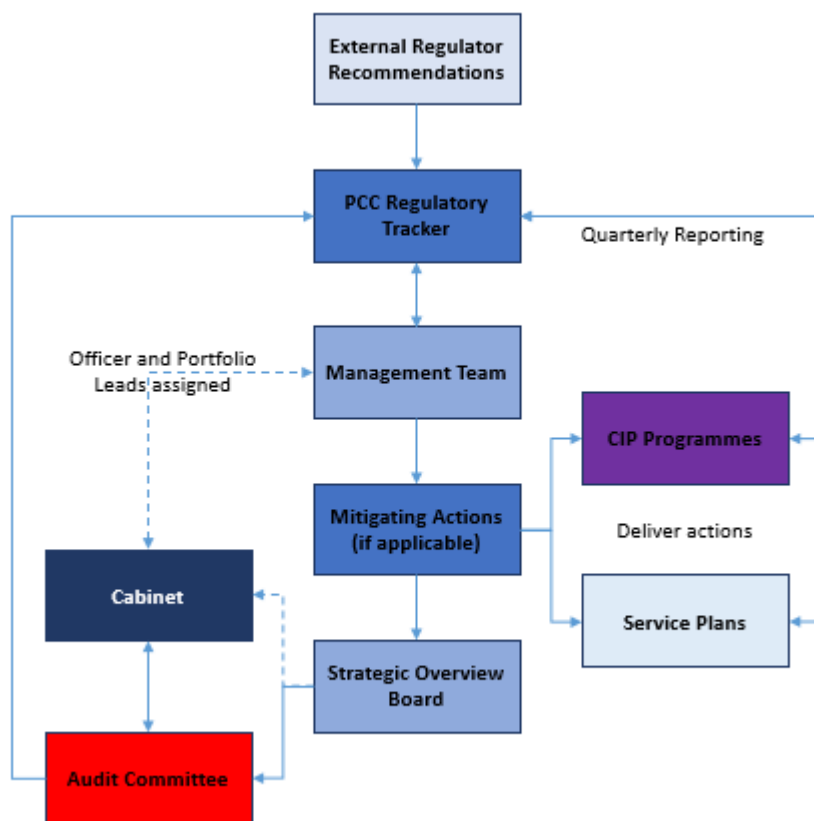 External Regulator
Recommendations
PCC Regulatory
Tracker
Quarterly Reporting
Officer and Portfolio
Leads assigned
Management Team
CIP Programmes
Mitigating Actions
(if applicable)
Deliver actions
Cabinet
Service Plans
Strategic Overview
Board
Audit Committee